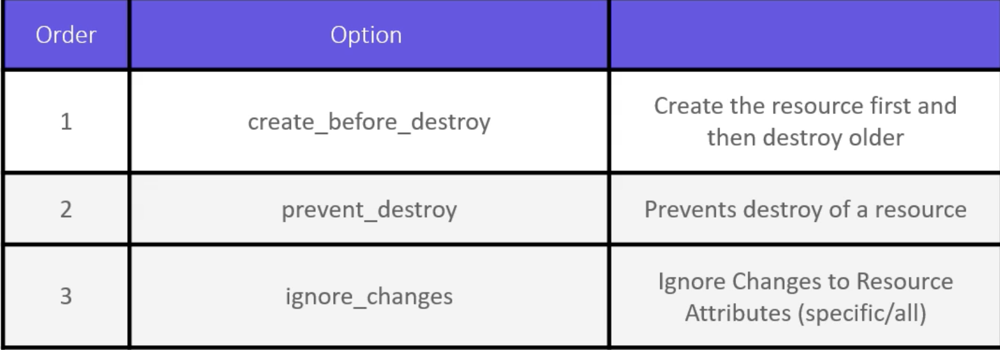 Order Option
1 create_before_destroy Create the resource first and
then destroy older
2 prevent_destroy Prevents destroy of a resource
3 ignore_changes Ignore Changes to Resource
Attributes (specific/all)